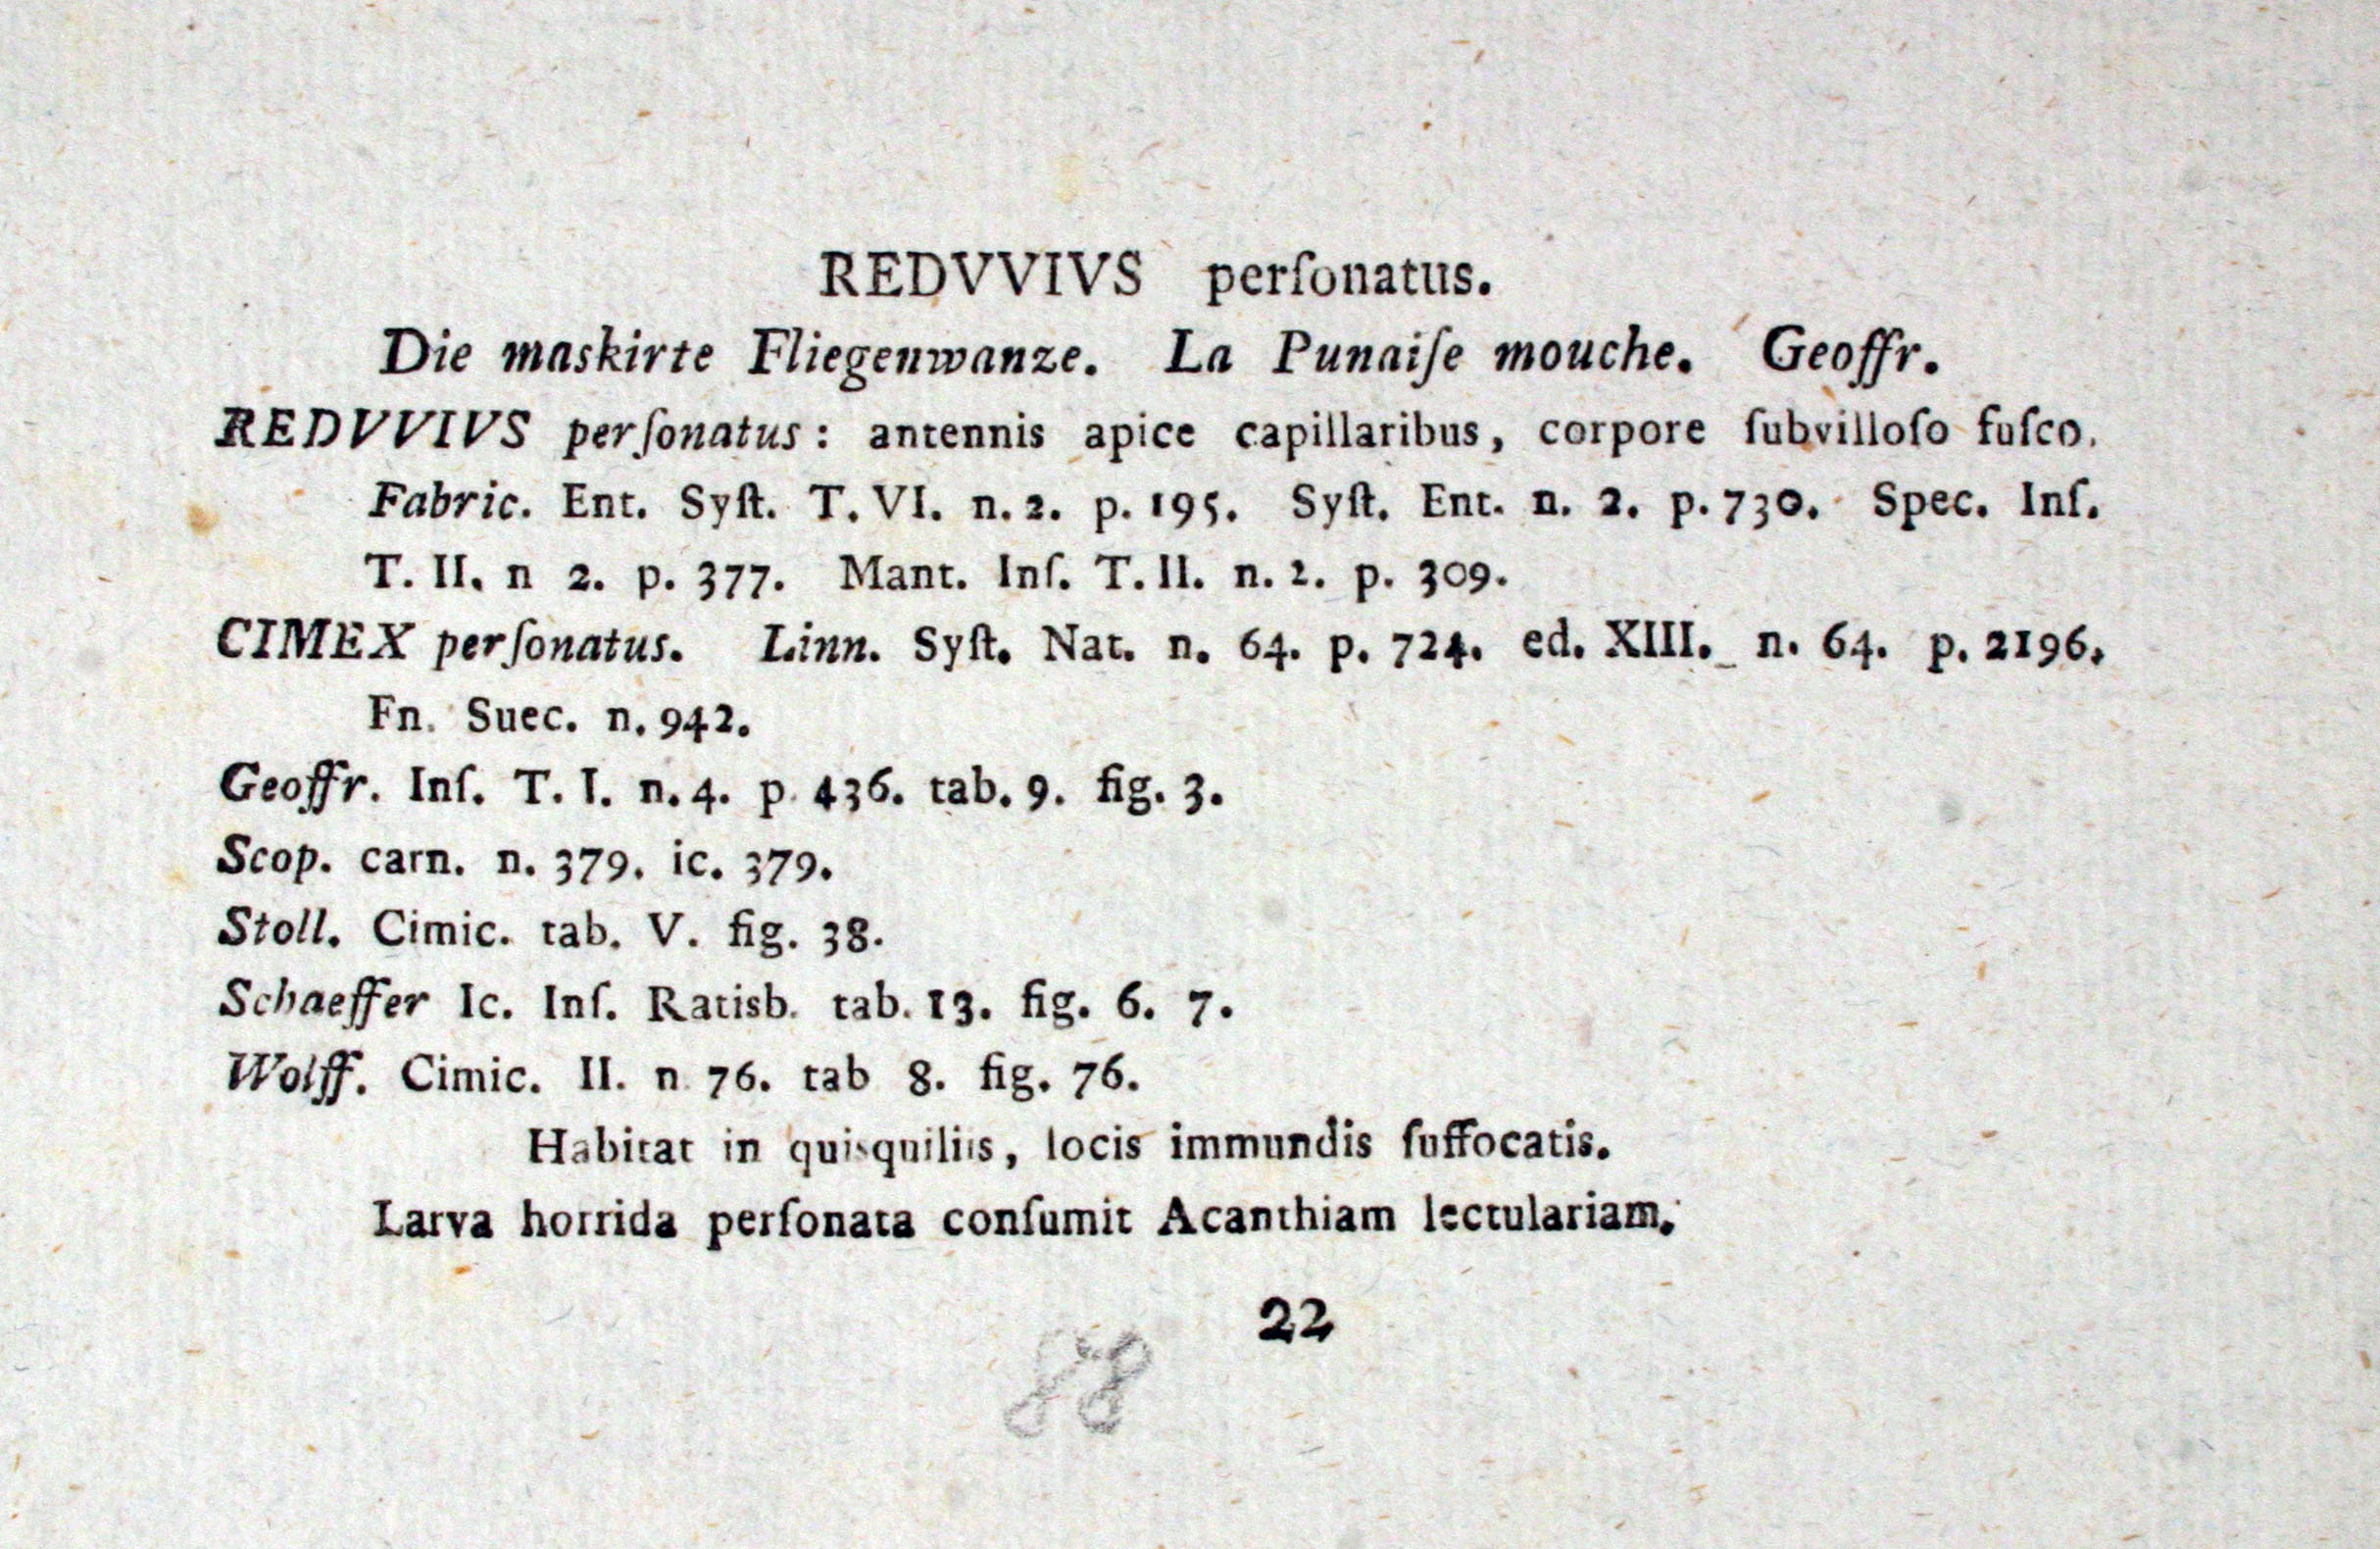 REDVVIVS perſonatus.
Die maskirte Fliegenwanze. La Punaiſe mouche. Geoffr.
REDVVIVS perſonatus: antennis apice capillaribus, corpore ſubvilloſo fuſco.
Fabric. Ent. Syſt. T. VI. n. 2. p. 195. Syſt. Ent. n. 2. p. 730. Spec. Inſ.
T. II. n 2. p. 377. Mant. Inſ. T. II. n. 2. p. 309.
CIMEX perſonatus. Linn. Syſt. Nat. n. 64. p. 724. ed. XIII. n. 64. p. 2196.
Fn. Suec. n. 942.
Geoffr. Inſ. T. I. n. 4. p. 436. tab. 9. fig. 3.
Scop. carn. n. 379. ic. 379.
Stoll. Cimic. tab. V. fig. 38.
Schaeffer Ic. Inſ. Ratisb. tab. 13. fig. 6. 7.
Wolff. Cimic. II. n. 76. tab 8. fig. 76.
Habitat in quisquiliis, locis immundis ſuffocatis.
Larva horrida perſonata conſumit Acanthiam lectulariam.
22
88